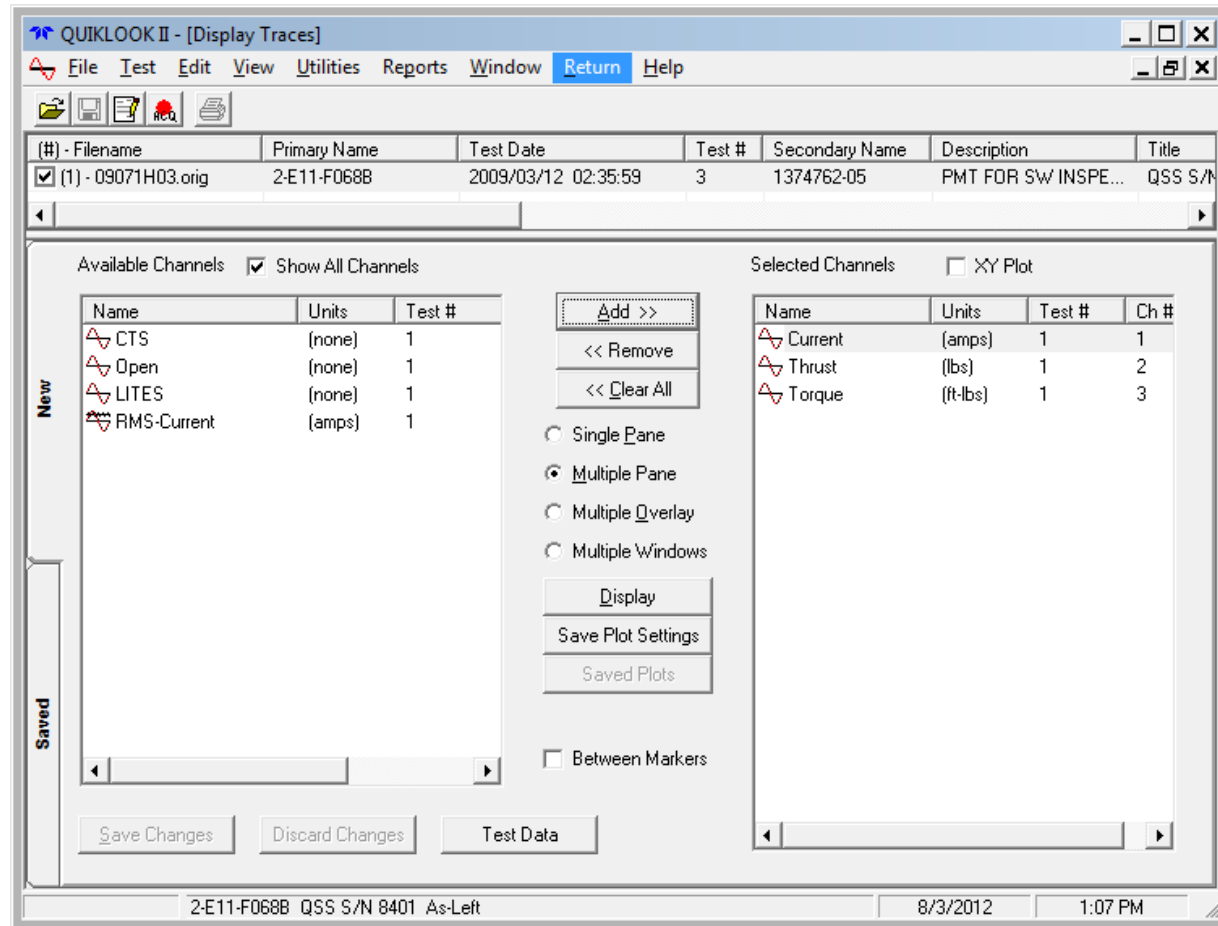 QUIKLOOK II - [Display Traces]
File Test Edit View Utilities Reports Window Return Help
ACQ
(#) - Filename Primary Name Test Date Test # Secondary Name Description Title
(1) - 09071H03.orig 2-E11-F068B 2009/03/12 02:35:59 3 1374762-05 PMT FOR SW INSPE... QSS S/N
Available Channels Show All Channels Selected Channels XY Plot
Name Units Test # Add >> Name Units Test # Ch #
CTS (none) 1 Current (amps) 1 1
Open (none) 1 << Remove Thrust (lbs) 1 2
LITES (none) 1 << Clear All Torque (ft-lbs) 1 3
RMS-Current (amps) 1
New
Single Pane
Multiple Pane
Multiple Overlay
Multiple Windows
Display
Save Plot Settings
Saved Plots
Saved
Between Markers
Save Changes Discard Changes Test Data
2-E11-F068B QSS S/N 8401 As-Left 8/3/2012 1:07 PM